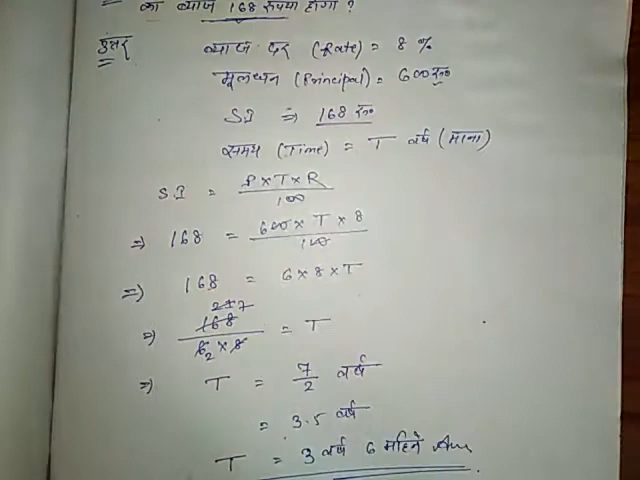 का ब्याज 168 रुपया होगा ?
उत्तर ब्याज दर (Rate) = 8 %
मूलधन (Principal) = 600 रु०
SI ⇒ 168 रु०
समय (Time) = T वर्ष (माना)
SI = P × T × R / 100
⇒ 168 = 600 × T × 8 / 100
⇒ 168 = 6 × 8 × T
⇒ 168 / 6 × 8 = T
⇒ T = 7/2 वर्ष
= 3.5 वर्ष
T = 3 वर्ष 6 महिने Ans